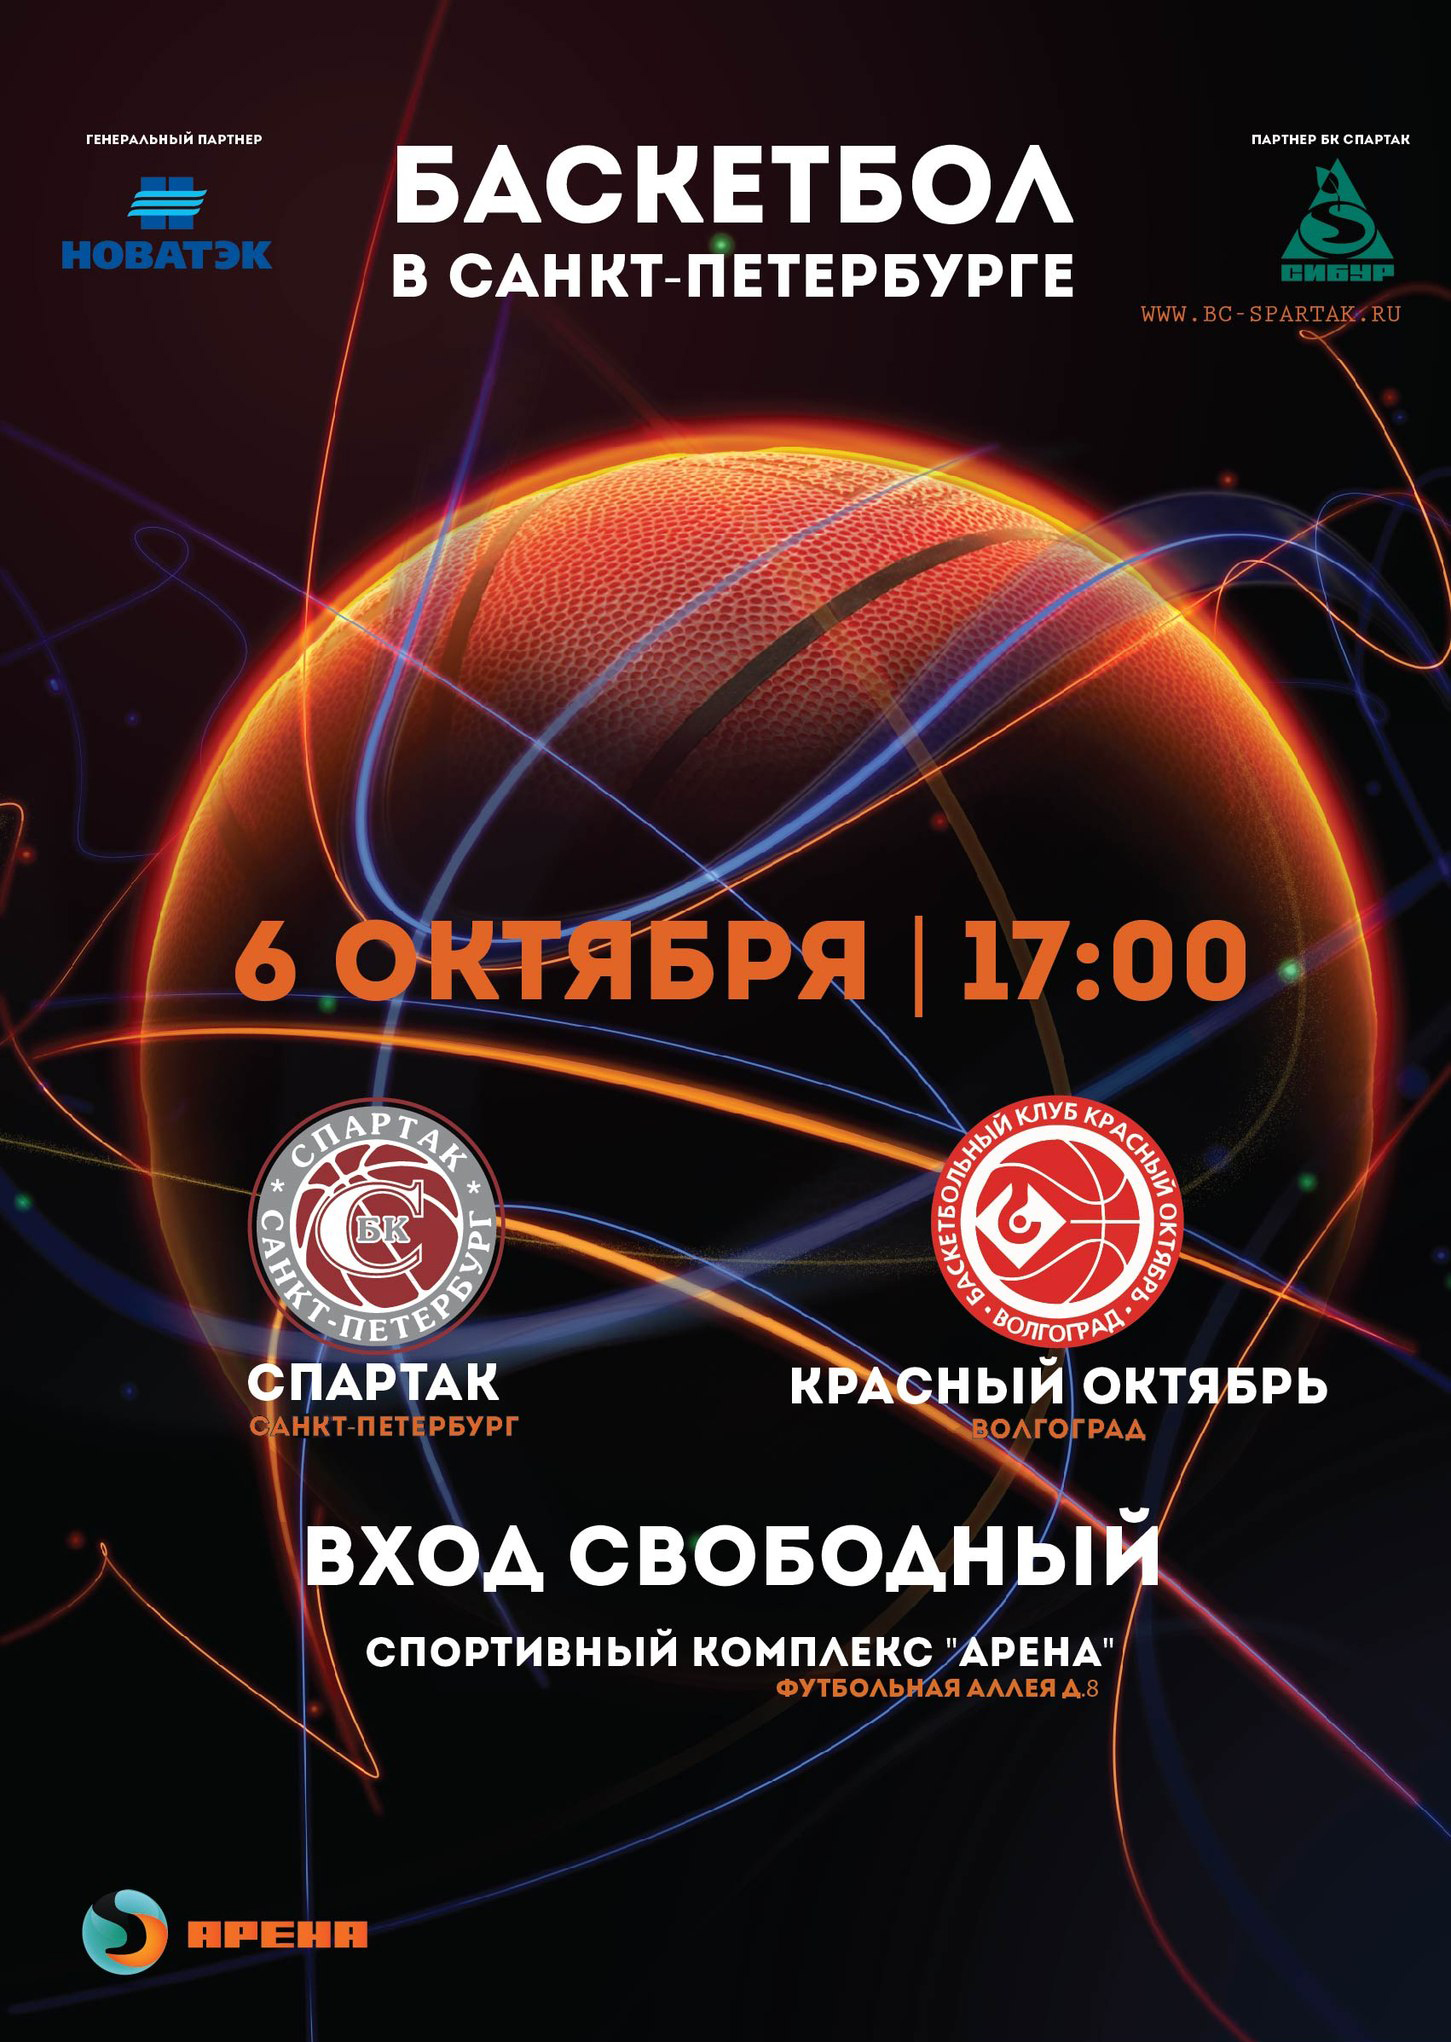 ГЕНЕРАЛЬНЫЙ ПАРТНЕР
НОВАТЭК
БАСКЕТБОЛ
В САНКТ-ПЕТЕРБУРГЕ
ПАРТНЕР БК СПАРТАК
СИБУР
WWW.BC-SPARTAK.RU
6 ОКТЯБРЯ | 17:00
* СПАРТАК * САНКТ-ПЕТЕРБУРГ
С БК
БАСКЕТБОЛЬНЫЙ КЛУБ КРАСНЫЙ ОКТЯБРЬ • ВОЛГОГРАД •
СПАРТАК
САНКТ-ПЕТЕРБУРГ
КРАСНЫЙ ОКТЯБРЬ
ВОЛГОГРАД
ВХОД СВОБОДНЫЙ
СПОРТИВНЫЙ КОМПЛЕКС "АРЕНА"
ФУТБОЛЬНАЯ АЛЛЕЯ Д.8
АРЕНА